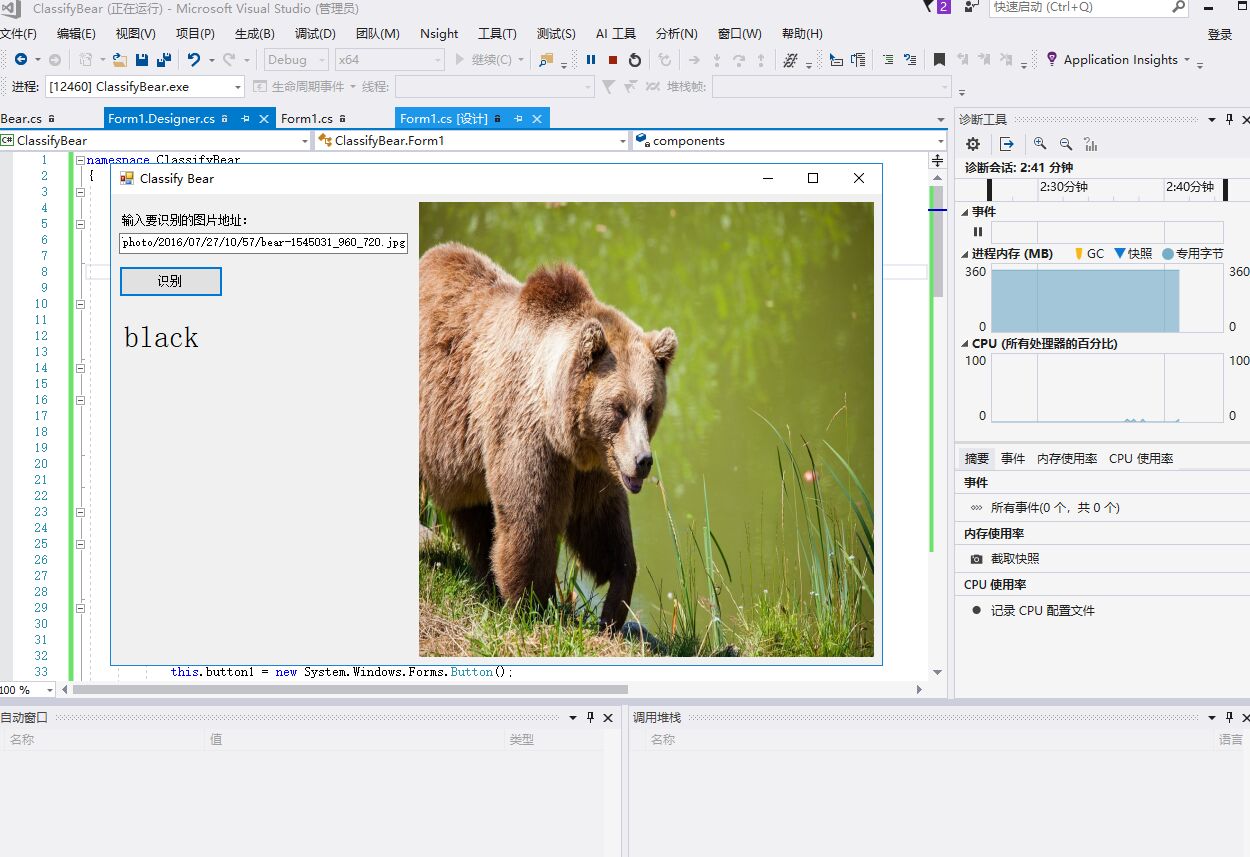 ClassifyBear (正在运行) - Microsoft Visual Studio (管理员)
2
快速启动 (Ctrl+Q)
文件(F) 编辑(E) 视图(V) 项目(P) 生成(B) 调试(D) 团队(M) Nsight 工具(T) 测试(S) AI 工具 分析(N) 窗口(W) 帮助(H)
登录
Debug x64 继续(C) Application Insights
进程: [12460] ClassifyBear.exe 生命周期事件 线程: 堆栈帧:
Bear.cs Form1.Designer.cs Form1.cs Form1.cs [设计]
ClassifyBear ClassifyBear.Form1 components
1 namespace ClassifyBear
2 {
3
4
5
6
7
8
9
10
11
12
13
14
15
16
17
18
19
20
21
22
23
24
25
26
27
28
29
30
31
32
33 this.button1 = new System.Windows.Forms.Button();
100 %
Classify Bear
输入要识别的图片地址:
photo/2016/07/27/10/57/bear-1545031_960_720.jpg
识别
black
诊断工具
诊断会话: 2:41 分钟
2:30分钟 2:40分钟
事件
进程内存 (MB) GC 快照 专用字节
360 360
0 0
CPU (所有处理器的百分比)
100 100
0 0
摘要 事件 内存使用率 CPU 使用率
事件
所有事件(0 个，共 0 个)
内存使用率
截取快照
CPU 使用率
记录 CPU 配置文件
自动窗口
名称 值 类型
调用堆栈
名称 语言